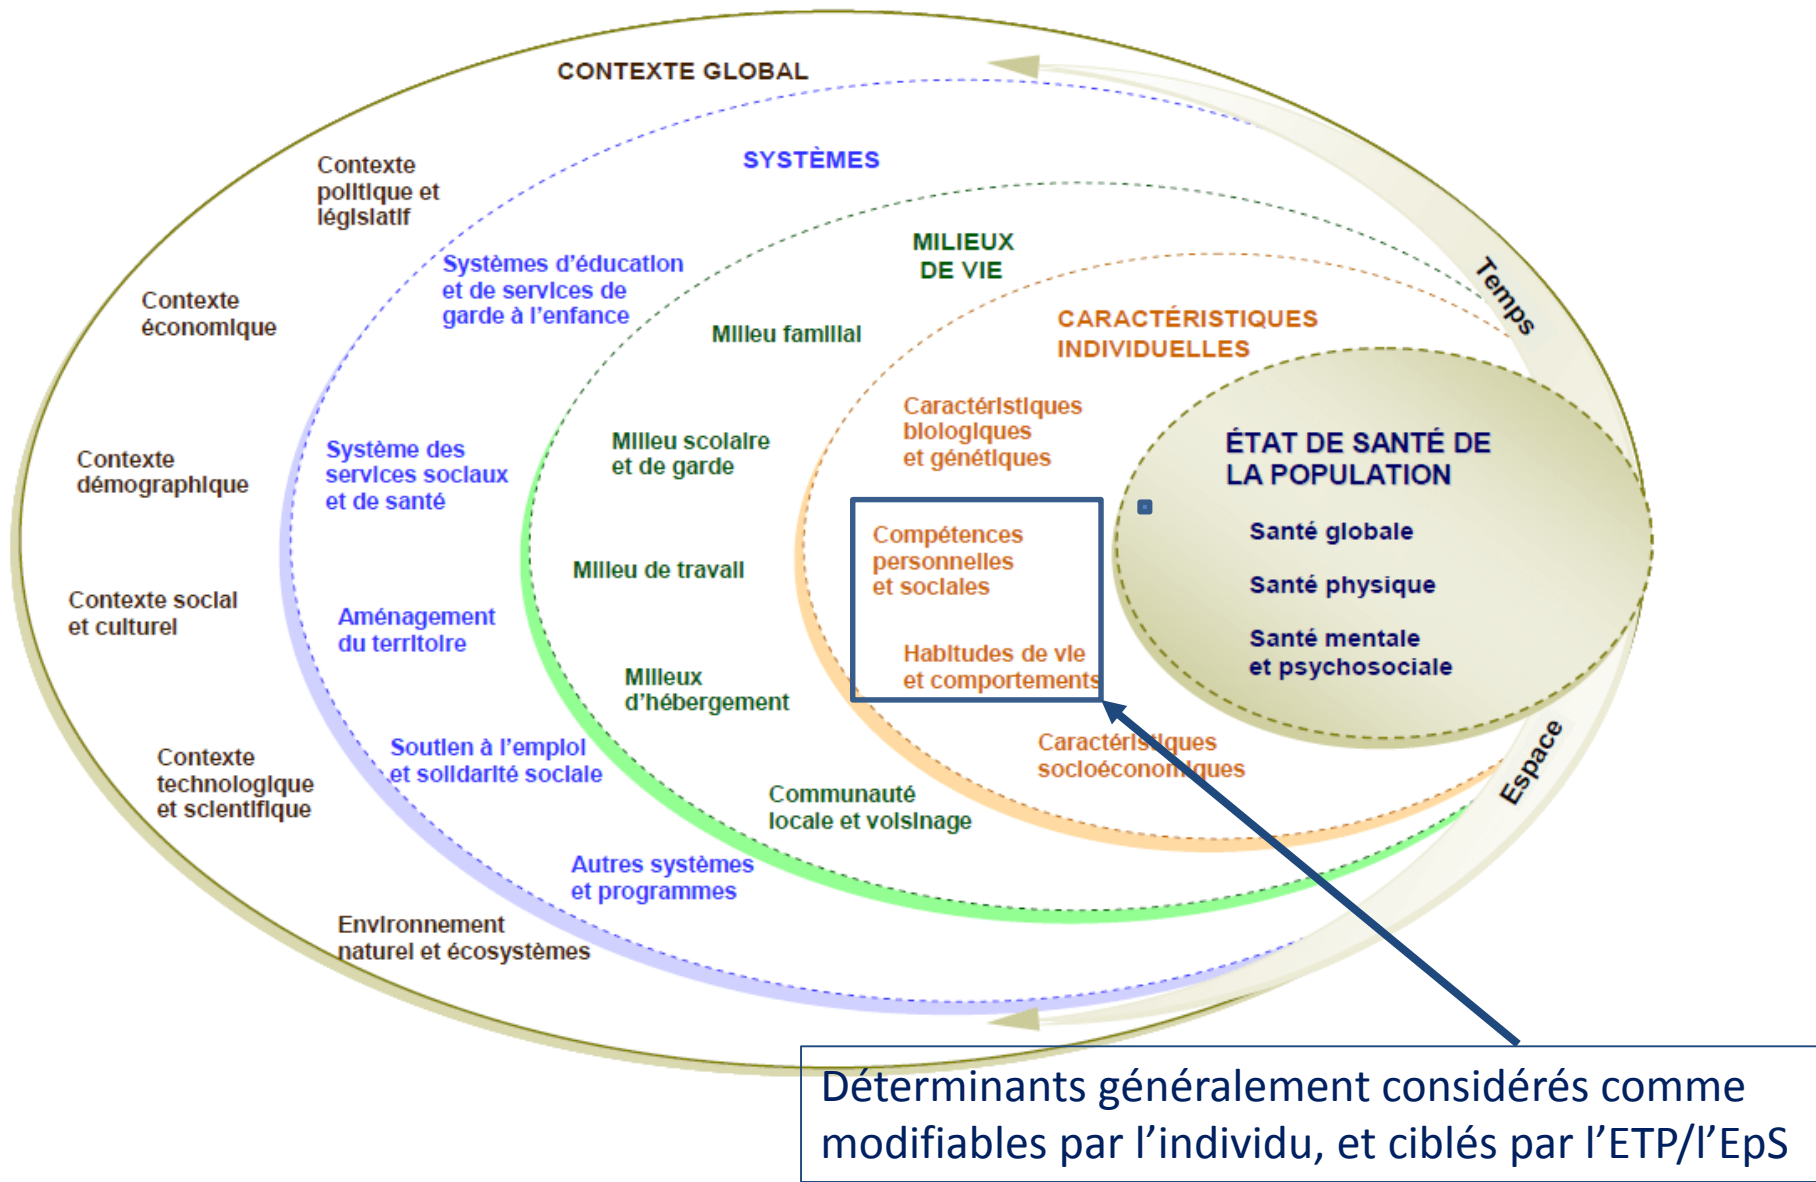 CONTEXTE GLOBAL
Contexte
politique et
législatif
Contexte
économique
Contexte
démographique
Contexte social
et culturel
Contexte
technologique
et scientifique
Environnement
naturel et écosystèmes
SYSTÈMES
Systèmes d'éducation
et de services de
garde à l'enfance
Système des
services sociaux
et de santé
Aménagement
du territoire
Soutien à l'emploi
et solidarité sociale
Autres systèmes
et programmes
MILIEUX
DE VIE
Milieu familial
Milieu scolaire
et de garde
Milieu de travail
Milieux
d'hébergement
Communauté
locale et voisinage
CARACTÉRISTIQUES
INDIVIDUELLES
Caractéristiques
biologiques
et génétiques
Compétences
personnelles
et sociales
Habitudes de vie
et comportements
Caractéristiques
socioéconomiques
Temps
ÉTAT DE SANTÉ DE
LA POPULATION
Santé globale
Santé physique
Santé mentale
et psychosociale
Espace
Déterminants généralement considérés comme
modifiables par l'individu, et ciblés par l'ETP/l'EpS